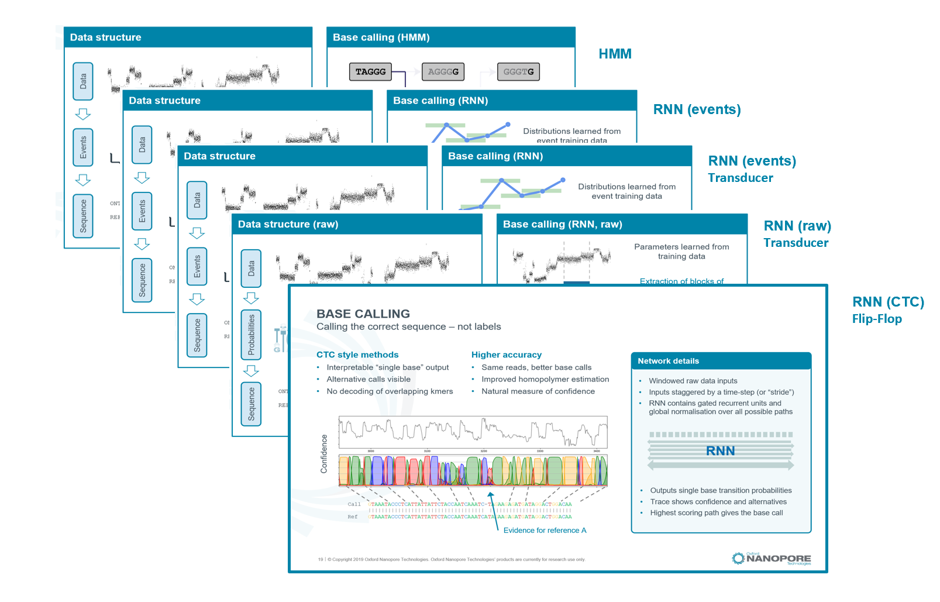 Data structure
Base calling (HMM)
HMM
Data
TAGGG
AGGGG
GGGTG
Events
Sequence
Data structure
Base calling (RNN)
RNN (events)
Data
Distributions learned from
event training data
Events
Sequence
Data structure
Base calling (RNN)
RNN (events)
Transducer
Data
Distributions learned from
event training data
Events
Sequence
Data structure (raw)
Base calling (RNN, raw)
RNN (raw)
Transducer
Data
Parameters learned from
training data
Extraction of blocks of
Probabilities
Sequence
RNN (CTC)
Flip-Flop
BASE CALLING
Calling the correct sequence – not labels
CTC style methods
• Interpretable “single base” output
• Alternative calls visible
• No decoding of overlapping kmers
Higher accuracy
• Same reads, better base calls
• Improved homopolymer estimation
• Natural measure of confidence
Network details
• Windowed raw data inputs
• Inputs staggered by a time-step (or “stride”)
• RNN contains gated recurrent units and
global normalisation over all possible paths
RNN
• Outputs single base transition probabilities
• Trace shows confidence and alternatives
• Highest scoring path gives the base call
Confidence
Call
Ref
Evidence for reference A
© Copyright 2019 Oxford Nanopore Technologies. Oxford Nanopore Technologies' products are currently for research use only
Oxford
NANOPORE
Technologies